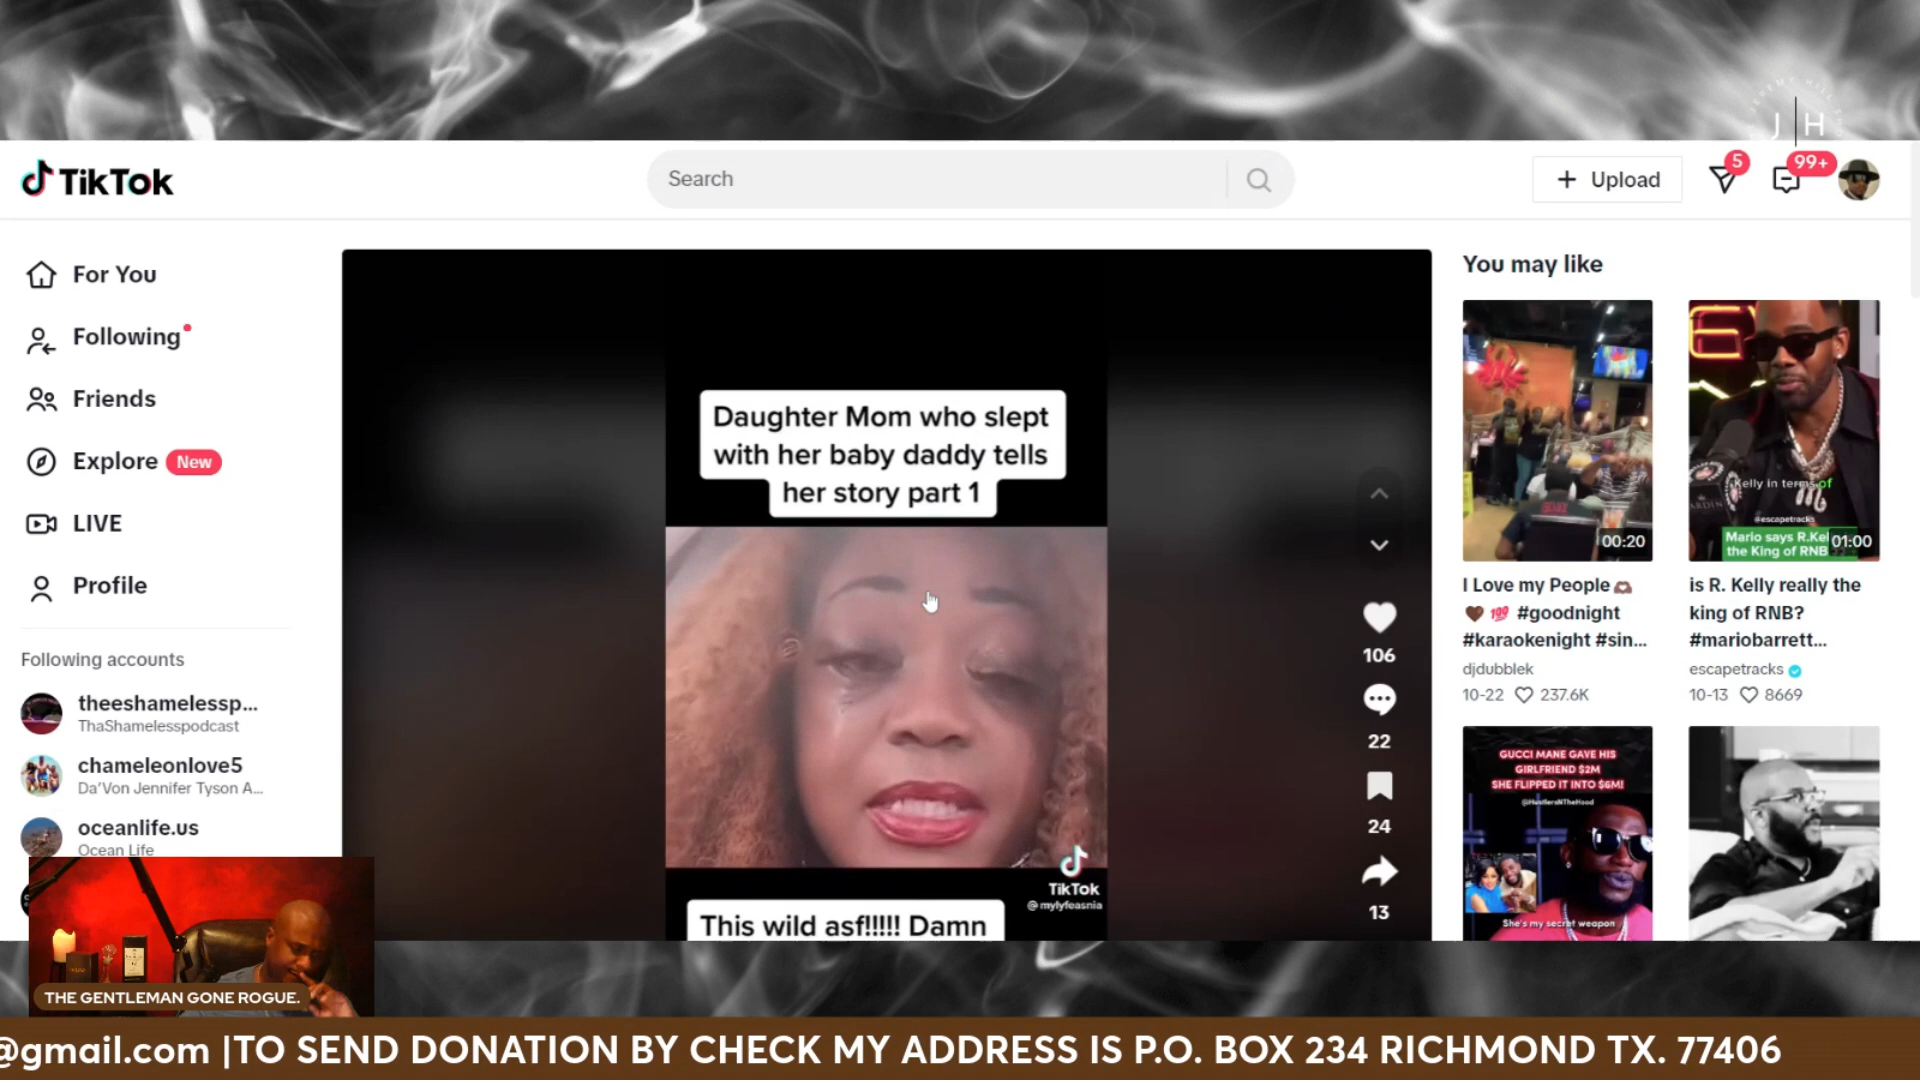 J|H
TikTok
Search
+ Upload
5
99+
For You
Following
Friends
Explore New
LIVE
Profile
Following accounts
theeshamelessp...
ThaShamelesspodcast
chameleonlove5
Da'Von Jennifer Tyson A...
oceanlife.us
Ocean Life
Daughter Mom who slept
with her baby daddy tells
her story part 1
TikTok
@mylyfeasnia
This wild asf!!!!! Damn
106
22
24
13
You may like
00:20
I Love my People
💯 #goodnight
#karaokenight #sin...
djdubblek
10-22 237.6K
Kelly in terms of
@escapetracks
Mario says R.Kel
the King of RNB
01:00
is R. Kelly really the
king of RNB?
#mariobarrett...
escapetracks
10-13 8669
GUCCI MANE GAVE HIS
GIRLFRIEND $2M
SHE FLIPPED IT INTO $6M!
@HustlersNTheHood
She's my secret weapon
THE GENTLEMAN GONE ROGUE.
@gmail.com |TO SEND DONATION BY CHECK MY ADDRESS IS P.O. BOX 234 RICHMOND TX. 77406